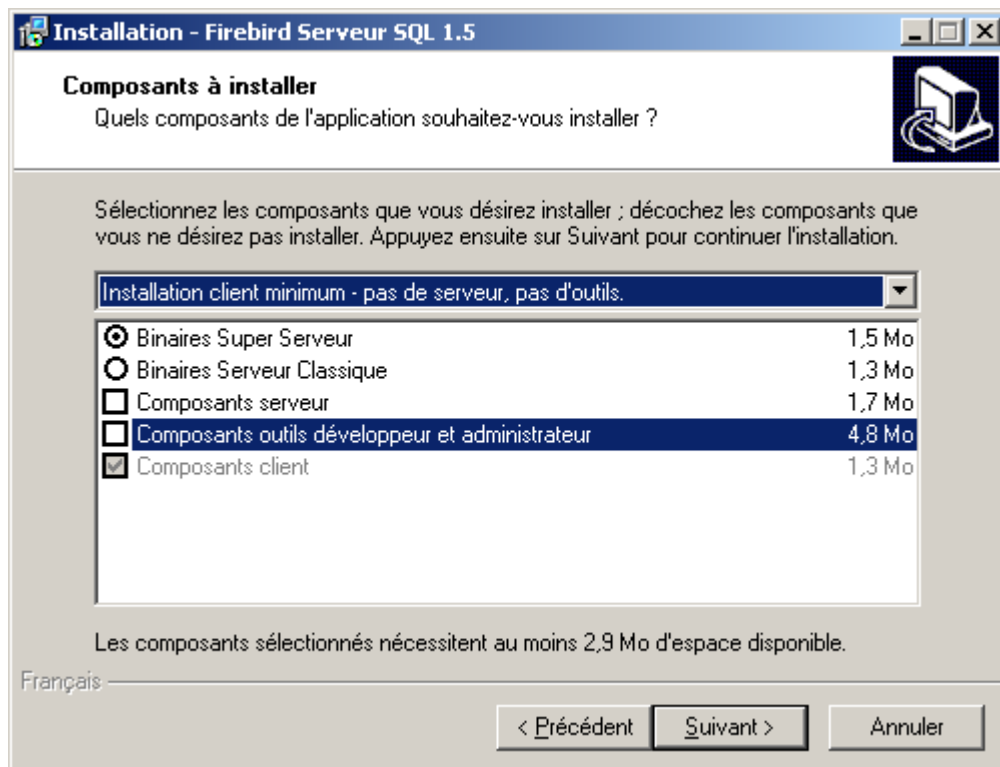 Installation - Firebird Serveur SQL 1.5
Composants à installer
Quels composants de l'application souhaitez-vous installer ?
Sélectionnez les composants que vous désirez installer ; décochez les composants que
vous ne désirez pas installer. Appuyez ensuite sur Suivant pour continuer l'installation.
Installation client minimum - pas de serveur, pas d'outils.
Binaires Super Serveur 1,5 Mo
Binaires Serveur Classique 1,3 Mo
Composants serveur 1,7 Mo
Composants outils développeur et administrateur 4,8 Mo
Composants client 1,3 Mo
Les composants sélectionnés nécessitent au moins 2,9 Mo d'espace disponible.
Français
< Précédent Suivant > Annuler